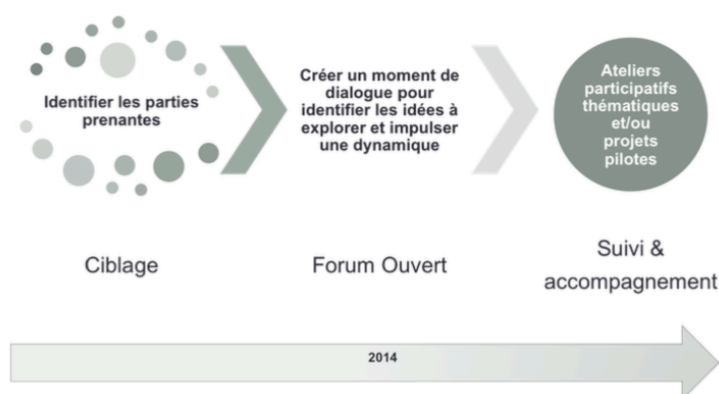 Identifier les parties
prenantes
Créer un moment de
dialogue pour
identifier les idées à
explorer et impulser
une dynamique
Ateliers
participatifs
thématiques
et/ou
projets
pilotes
Ciblage
Forum Ouvert
Suivi &
accompagnement
2014